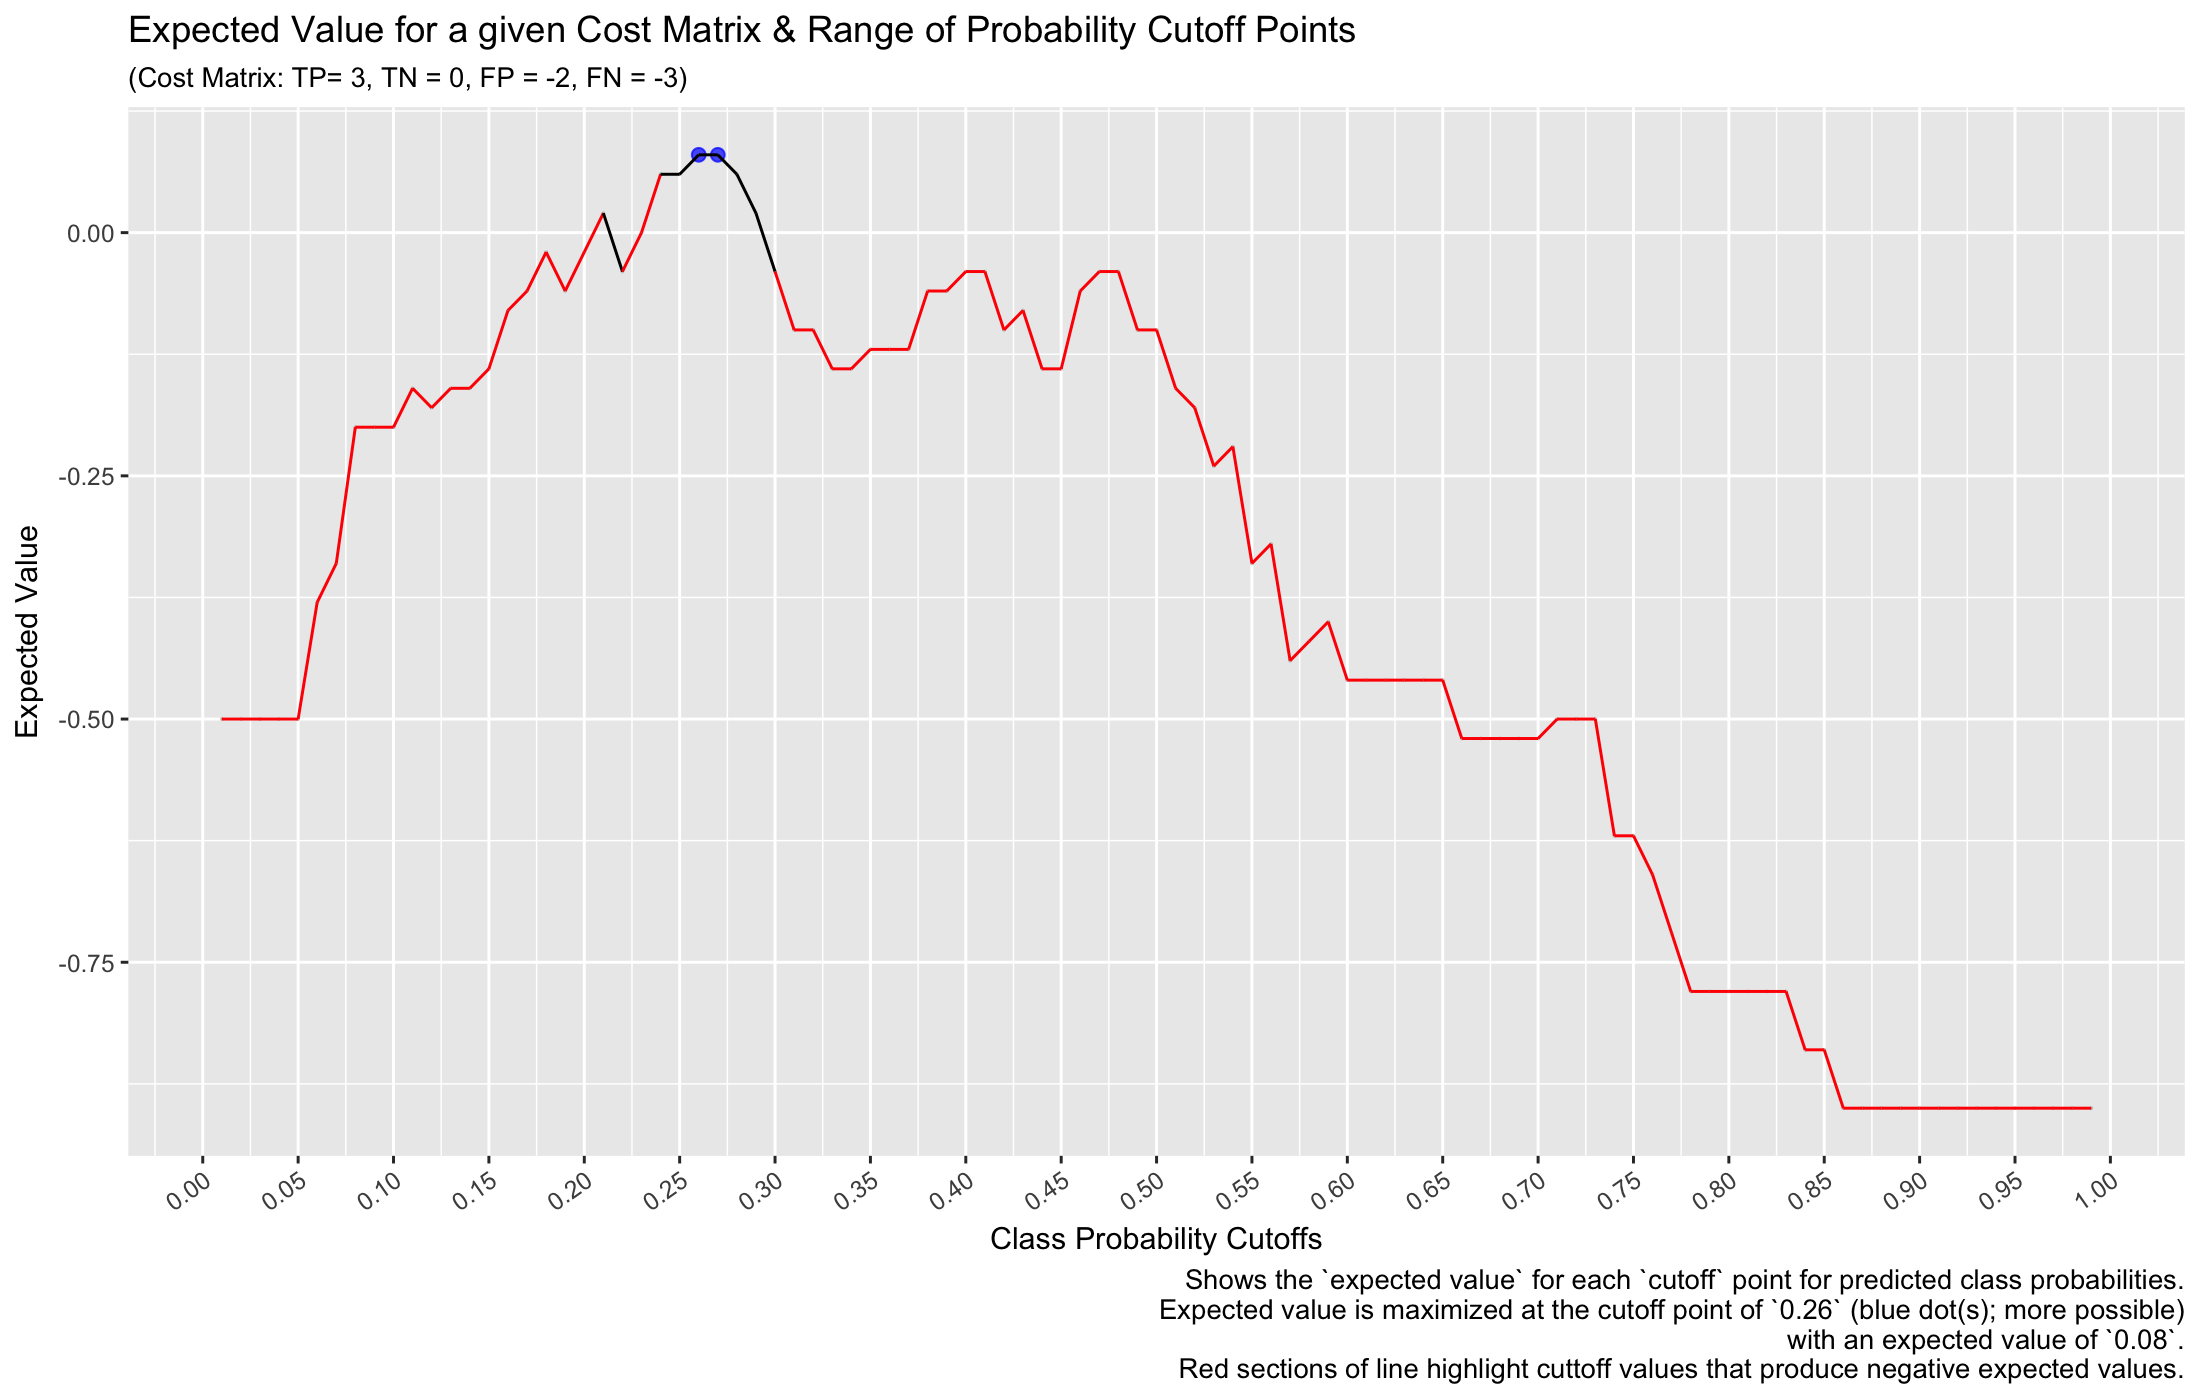 Expected Value for a given Cost Matrix & Range of Probability Cutoff Points
(Cost Matrix: TP= 3, TN = 0, FP = -2, FN = -3)
Expected Value
0.00
-0.25
-0.50
-0.75
0.00 0.05 0.10 0.15 0.20 0.25 0.30 0.35 0.40 0.45 0.50 0.55 0.60 0.65 0.70 0.75 0.80 0.85 0.90 0.95 1.00
Class Probability Cutoffs
Shows the `expected value` for each `cutoff` point for predicted class probabilities.
Expected value is maximized at the cutoff point of `0.26` (blue dot(s); more possible)
with an expected value of `0.08`.
Red sections of line highlight cuttoff values that produce negative expected values.